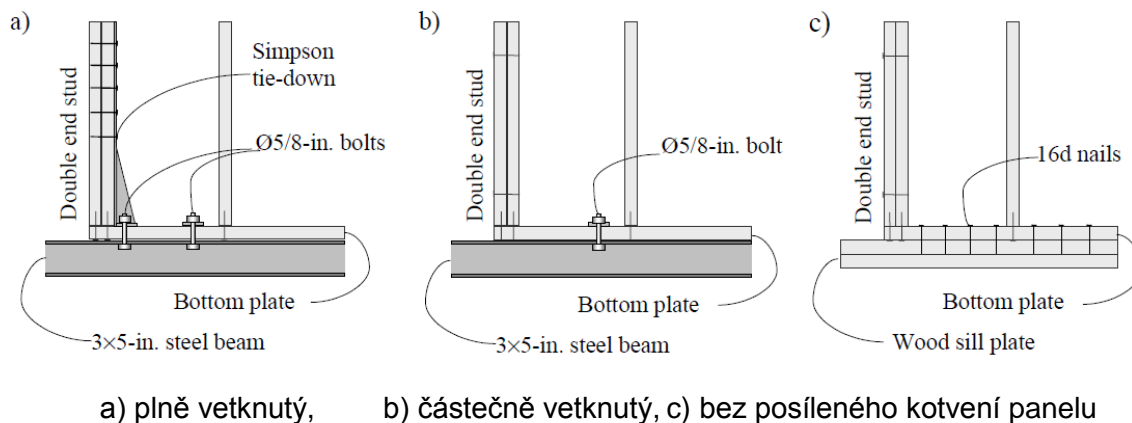 a)
Double end stud
Simpson
tie-down
Ø5/8-in. bolts
Bottom plate
3×5-in. steel beam
b)
Double end stud
Ø5/8-in. bolt
Bottom plate
3×5-in. steel beam
c)
Double end stud
16d nails
Bottom plate
Wood sill plate
a) plně vetknutý, b) částečně vetknutý, c) bez posíleného kotvení panelu